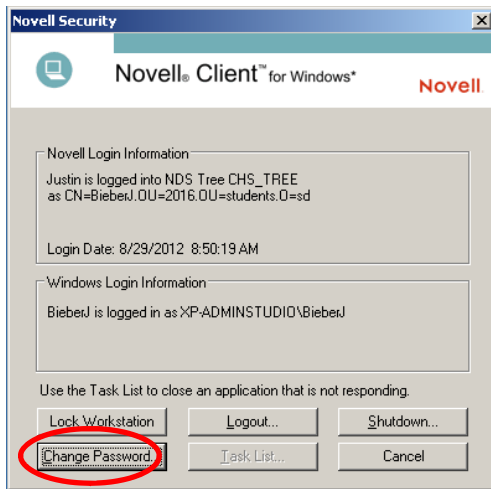 Novell Security
Novell® Client™ for Windows*
Novell.
Novell Login Information
Justin is logged into NDS Tree CHS_TREE
as CN=BieberJ.OU=2016.OU=students.O=sd
Login Date: 8/29/2012 8:50:19 AM
Windows Login Information
BieberJ is logged in as XP-ADMINSTUDIO\BieberJ
Use the Task List to close an application that is not responding.
Lock Workstation Logout... Shutdown...
Change Password. Task List... Cancel